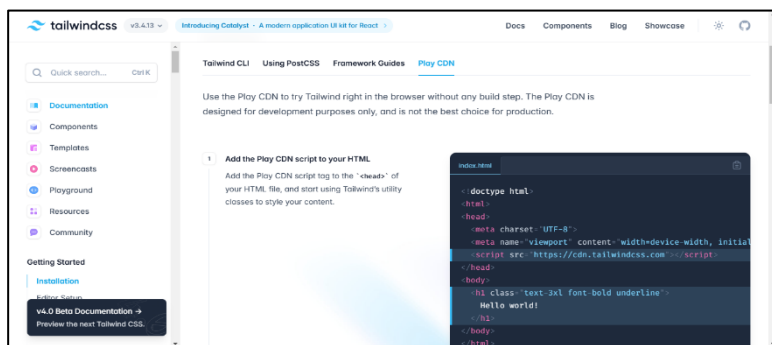 tailwindcss v3.4.13 Introducing Catalyst · A modern application UI kit for React Docs Components Blog Showcase
Quick search... Ctrl K
Documentation
Components
Templates
Screencasts
Playground
Resources
Community
Getting Started
Installation
Editor Setup
v4.0 Beta Documentation →
Preview the next Tailwind CSS.
Tailwind CLI Using PostCSS Framework Guides Play CDN
Use the Play CDN to try Tailwind right in the browser without any build step. The Play CDN is
designed for development purposes only, and is not the best choice for production.
1 Add the Play CDN script to your HTML
Add the Play CDN script tag to the `<head>` of
your HTML file, and start using Tailwind's utility
classes to style your content.
index.html
<!doctype html>
<html>
<head>
<meta charset="UTF-8">
<meta name="viewport" content="width=device-width, initial
<script src="https://cdn.tailwindcss.com"></script>
</head>
<body>
<h1 class="text-3xl font-bold underline">
Hello world!
</h1>
</body>
</html>